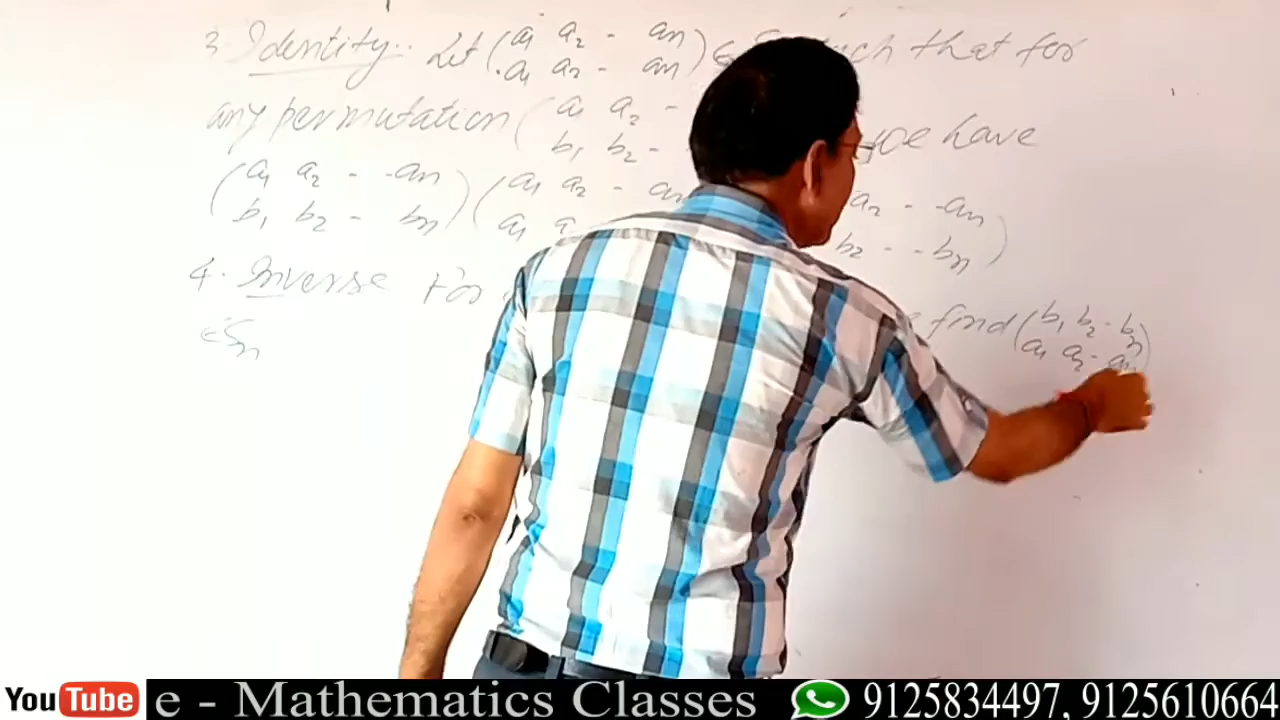 3. Identity.. Let (a1 a2 - an) ∈ such that for
(a1 a2 - an)
any permutation (a1 a2 - we have
b1 b2 -
(a1 a2 - - an) (a1 a2 - an a2 - - an)
(b1 b2 - bn) (a1 a b2 - - bn)
4. Inverse For find (b1 b2 - bn)
(a1 a2 - an)
∈ Sn
YouTube e - Mathematics Classes 9125834497, 9125610664